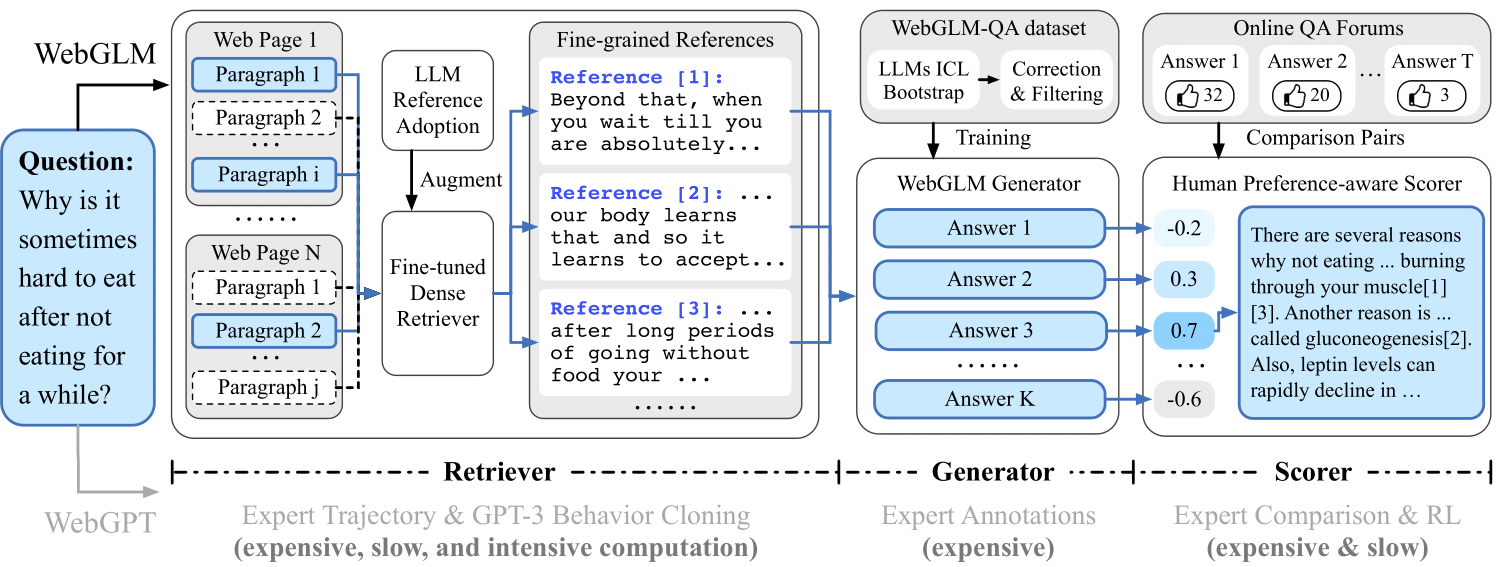 WebGLM
Question:
Why is it
sometimes
hard to eat
after not
eating for
a while?
WebGPT
Web Page 1
Paragraph 1
Paragraph 2
...
Paragraph i
......
Web Page N
Paragraph 1
Paragraph 2
...
Paragraph j
LLM
Reference
Adoption
Augment
Fine-tuned
Dense
Retriever
Fine-grained References
Reference [1]:
Beyond that, when
you wait till you
are absolutely...
Reference [2]: ...
our body learns
that and so it
learns to accept...
Reference [3]: ...
after long periods
of going without
food your ...
......
WebGLM-QA dataset
LLMs ICL
Bootstrap
Correction
& Filtering
Training
WebGLM Generator
Answer 1
Answer 2
Answer 3
......
Answer K
Online QA Forums
Answer 1
32
Answer 2
20
...
Answer T
3
Comparison Pairs
Human Preference-aware Scorer
-0.2
0.3
0.7
...
-0.6
There are several reasons
why not eating ... burning
through your muscle[1]
[3]. Another reason is ...
called gluconeogenesis[2].
Also, leptin levels can
rapidly decline in …
Retriever
Generator
Scorer
Expert Trajectory & GPT-3 Behavior Cloning
(expensive, slow, and intensive computation)
Expert Annotations
(expensive)
Expert Comparison & RL
(expensive & slow)